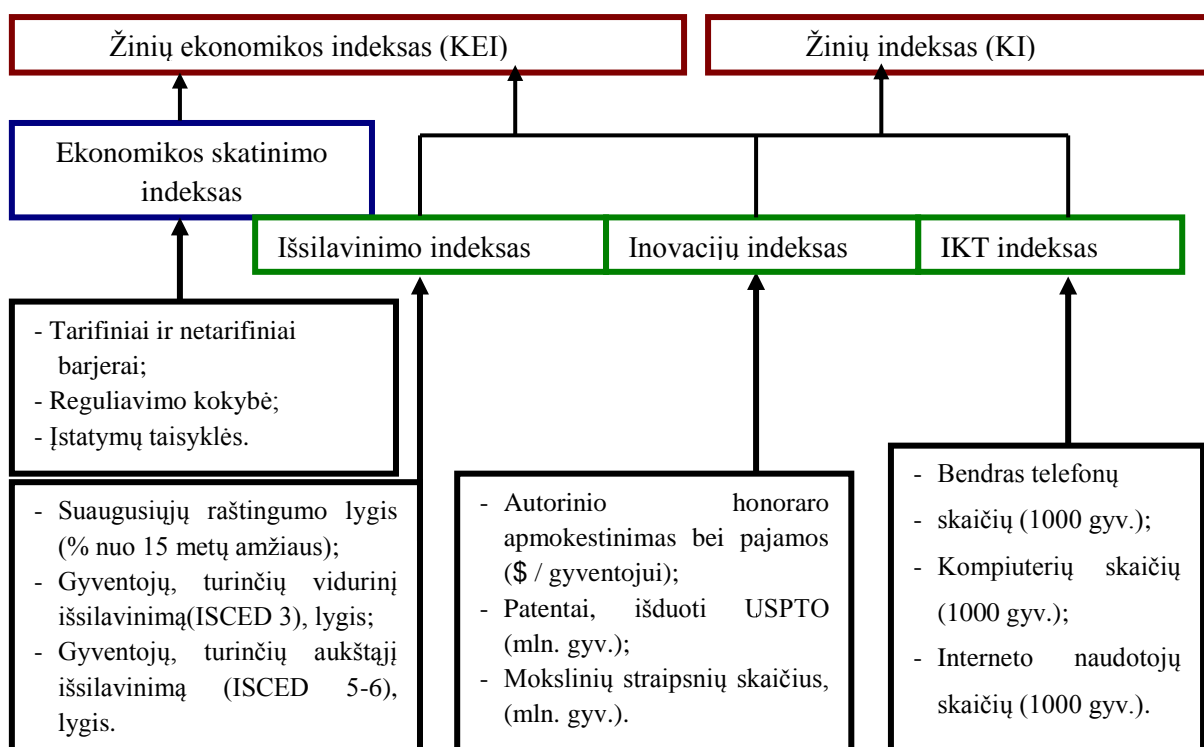 Žinių ekonomikos indeksas (KEI)
Žinių indeksas (KI)
Ekonomikos skatinimo
indeksas
Išsilavinimo indeksas
Inovacijų indeksas
IKT indeksas
- Tarifiniai ir netarifiniai
barjerai;
- Reguliavimo kokybė;
- Įstatymų taisyklės.
- Suaugusiųjų raštingumo lygis
(% nuo 15 metų amžiaus);
- Gyventojų, turinčių vidurinį
išsilavinimą(ISCED 3), lygis;
- Gyventojų, turinčių aukštąjį
išsilavinimą (ISCED 5-6),
lygis.
- Autorinio honoraro
apmokestinimas bei pajamos
($ / gyventojui);
- Patentai, išduoti USPTO
(mln. gyv.);
- Mokslinių straipsnių skaičius,
(mln. gyv.).
- Bendras telefonų
- skaičių (1000 gyv.);
- Kompiuterių skaičių
(1000 gyv.);
- Interneto naudotojų
skaičių (1000 gyv.).